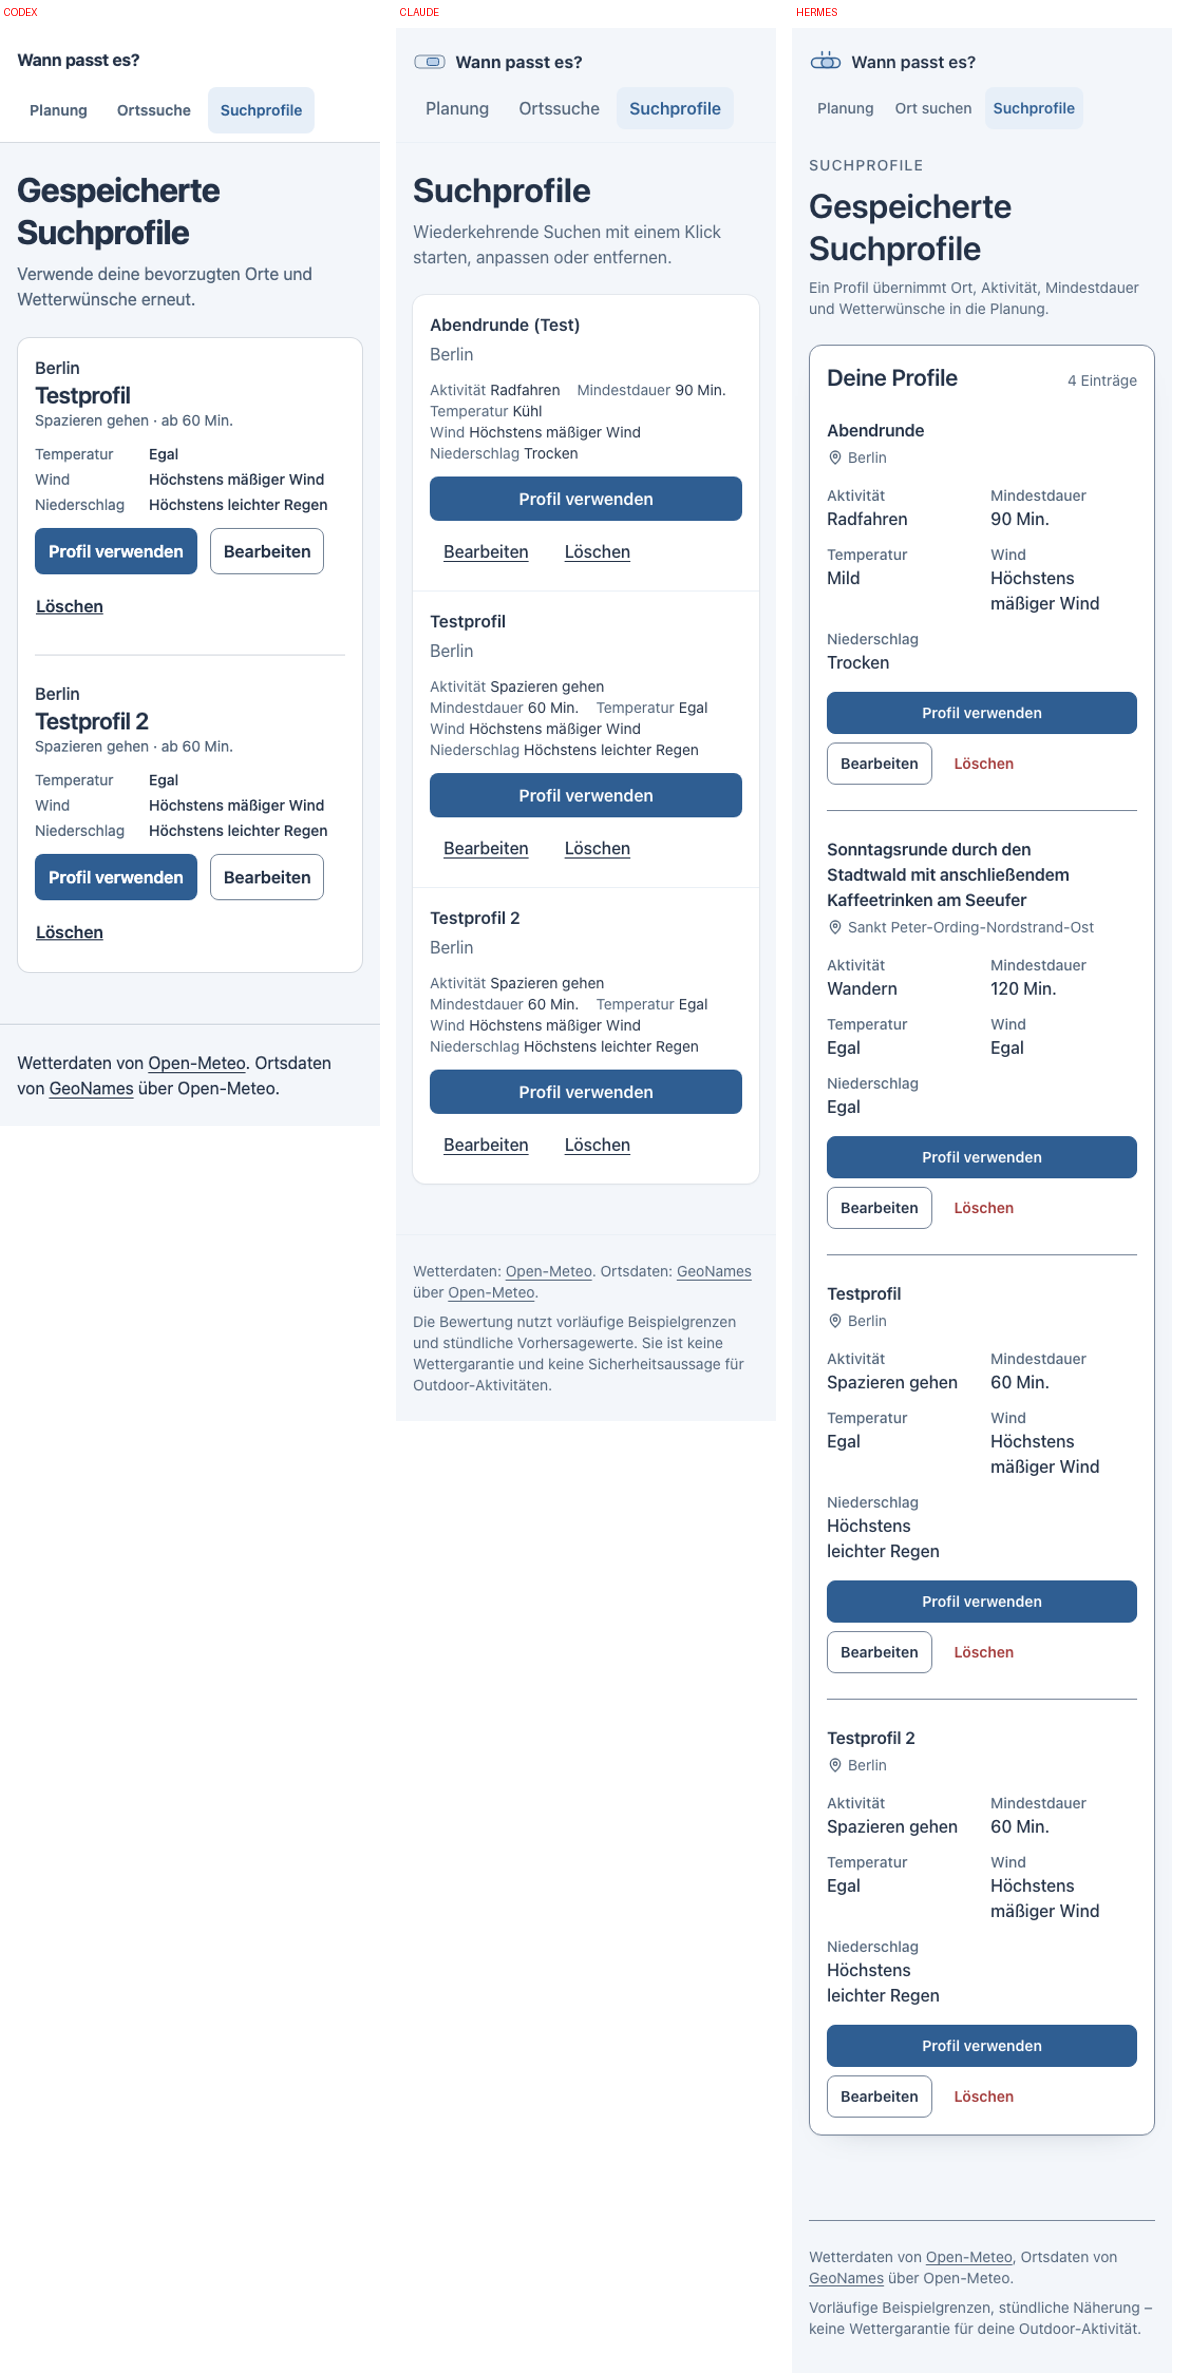 CODEX
Wann passt es?
Planung Ortssuche Suchprofile
Gespeicherte
Suchprofile
Verwende deine bevorzugten Orte und
Wetterwünsche erneut.
Berlin
Testprofil
Spazieren gehen · ab 60 Min.
Temperatur Egal
Wind Höchstens mäßiger Wind
Niederschlag Höchstens leichter Regen
Profil verwenden Bearbeiten
Löschen
Berlin
Testprofil 2
Spazieren gehen · ab 60 Min.
Temperatur Egal
Wind Höchstens mäßiger Wind
Niederschlag Höchstens leichter Regen
Profil verwenden Bearbeiten
Löschen
Wetterdaten von Open-Meteo. Ortsdaten
von GeoNames über Open-Meteo.
CLAUDE
Wann passt es?
Planung Ortssuche Suchprofile
Suchprofile
Wiederkehrende Suchen mit einem Klick
starten, anpassen oder entfernen.
Abendrunde (Test)
Berlin
Aktivität Radfahren Mindestdauer 90 Min.
Temperatur Kühl
Wind Höchstens mäßiger Wind
Niederschlag Trocken
Profil verwenden
Bearbeiten Löschen
Testprofil
Berlin
Aktivität Spazieren gehen
Mindestdauer 60 Min. Temperatur Egal
Wind Höchstens mäßiger Wind
Niederschlag Höchstens leichter Regen
Profil verwenden
Bearbeiten Löschen
Testprofil 2
Berlin
Aktivität Spazieren gehen
Mindestdauer 60 Min. Temperatur Egal
Wind Höchstens mäßiger Wind
Niederschlag Höchstens leichter Regen
Profil verwenden
Bearbeiten Löschen
Wetterdaten: Open-Meteo. Ortsdaten: GeoNames
über Open-Meteo.
Die Bewertung nutzt vorläufige Beispielgrenzen
und stündliche Vorhersagewerte. Sie ist keine
Wettergarantie und keine Sicherheitsaussage für
Outdoor-Aktivitäten.
HERMES
Wann passt es?
Planung Ort suchen Suchprofile
SUCHPROFILE
Gespeicherte
Suchprofile
Ein Profil übernimmt Ort, Aktivität, Mindestdauer
und Wetterwünsche in die Planung.
Deine Profile 4 Einträge
Abendrunde
Berlin
Aktivität Mindestdauer
Radfahren 90 Min.
Temperatur Wind
Mild Höchstens
mäßiger Wind
Niederschlag
Trocken
Profil verwenden
Bearbeiten Löschen
Sonntagsrunde durch den
Stadtwald mit anschließendem
Kaffeetrinken am Seeufer
Sankt Peter-Ording-Nordstrand-Ost
Aktivität Mindestdauer
Wandern 120 Min.
Temperatur Wind
Egal Egal
Niederschlag
Egal
Profil verwenden
Bearbeiten Löschen
Testprofil
Berlin
Aktivität Mindestdauer
Spazieren gehen 60 Min.
Temperatur Wind
Egal Höchstens
mäßiger Wind
Niederschlag
Höchstens
leichter Regen
Profil verwenden
Bearbeiten Löschen
Testprofil 2
Berlin
Aktivität Mindestdauer
Spazieren gehen 60 Min.
Temperatur Wind
Egal Höchstens
mäßiger Wind
Niederschlag
Höchstens
leichter Regen
Profil verwenden
Bearbeiten Löschen
Wetterdaten von Open-Meteo, Ortsdaten von
GeoNames über Open-Meteo.
Vorläufige Beispielgrenzen, stündliche Näherung –
keine Wettergarantie für deine Outdoor-Aktivität.